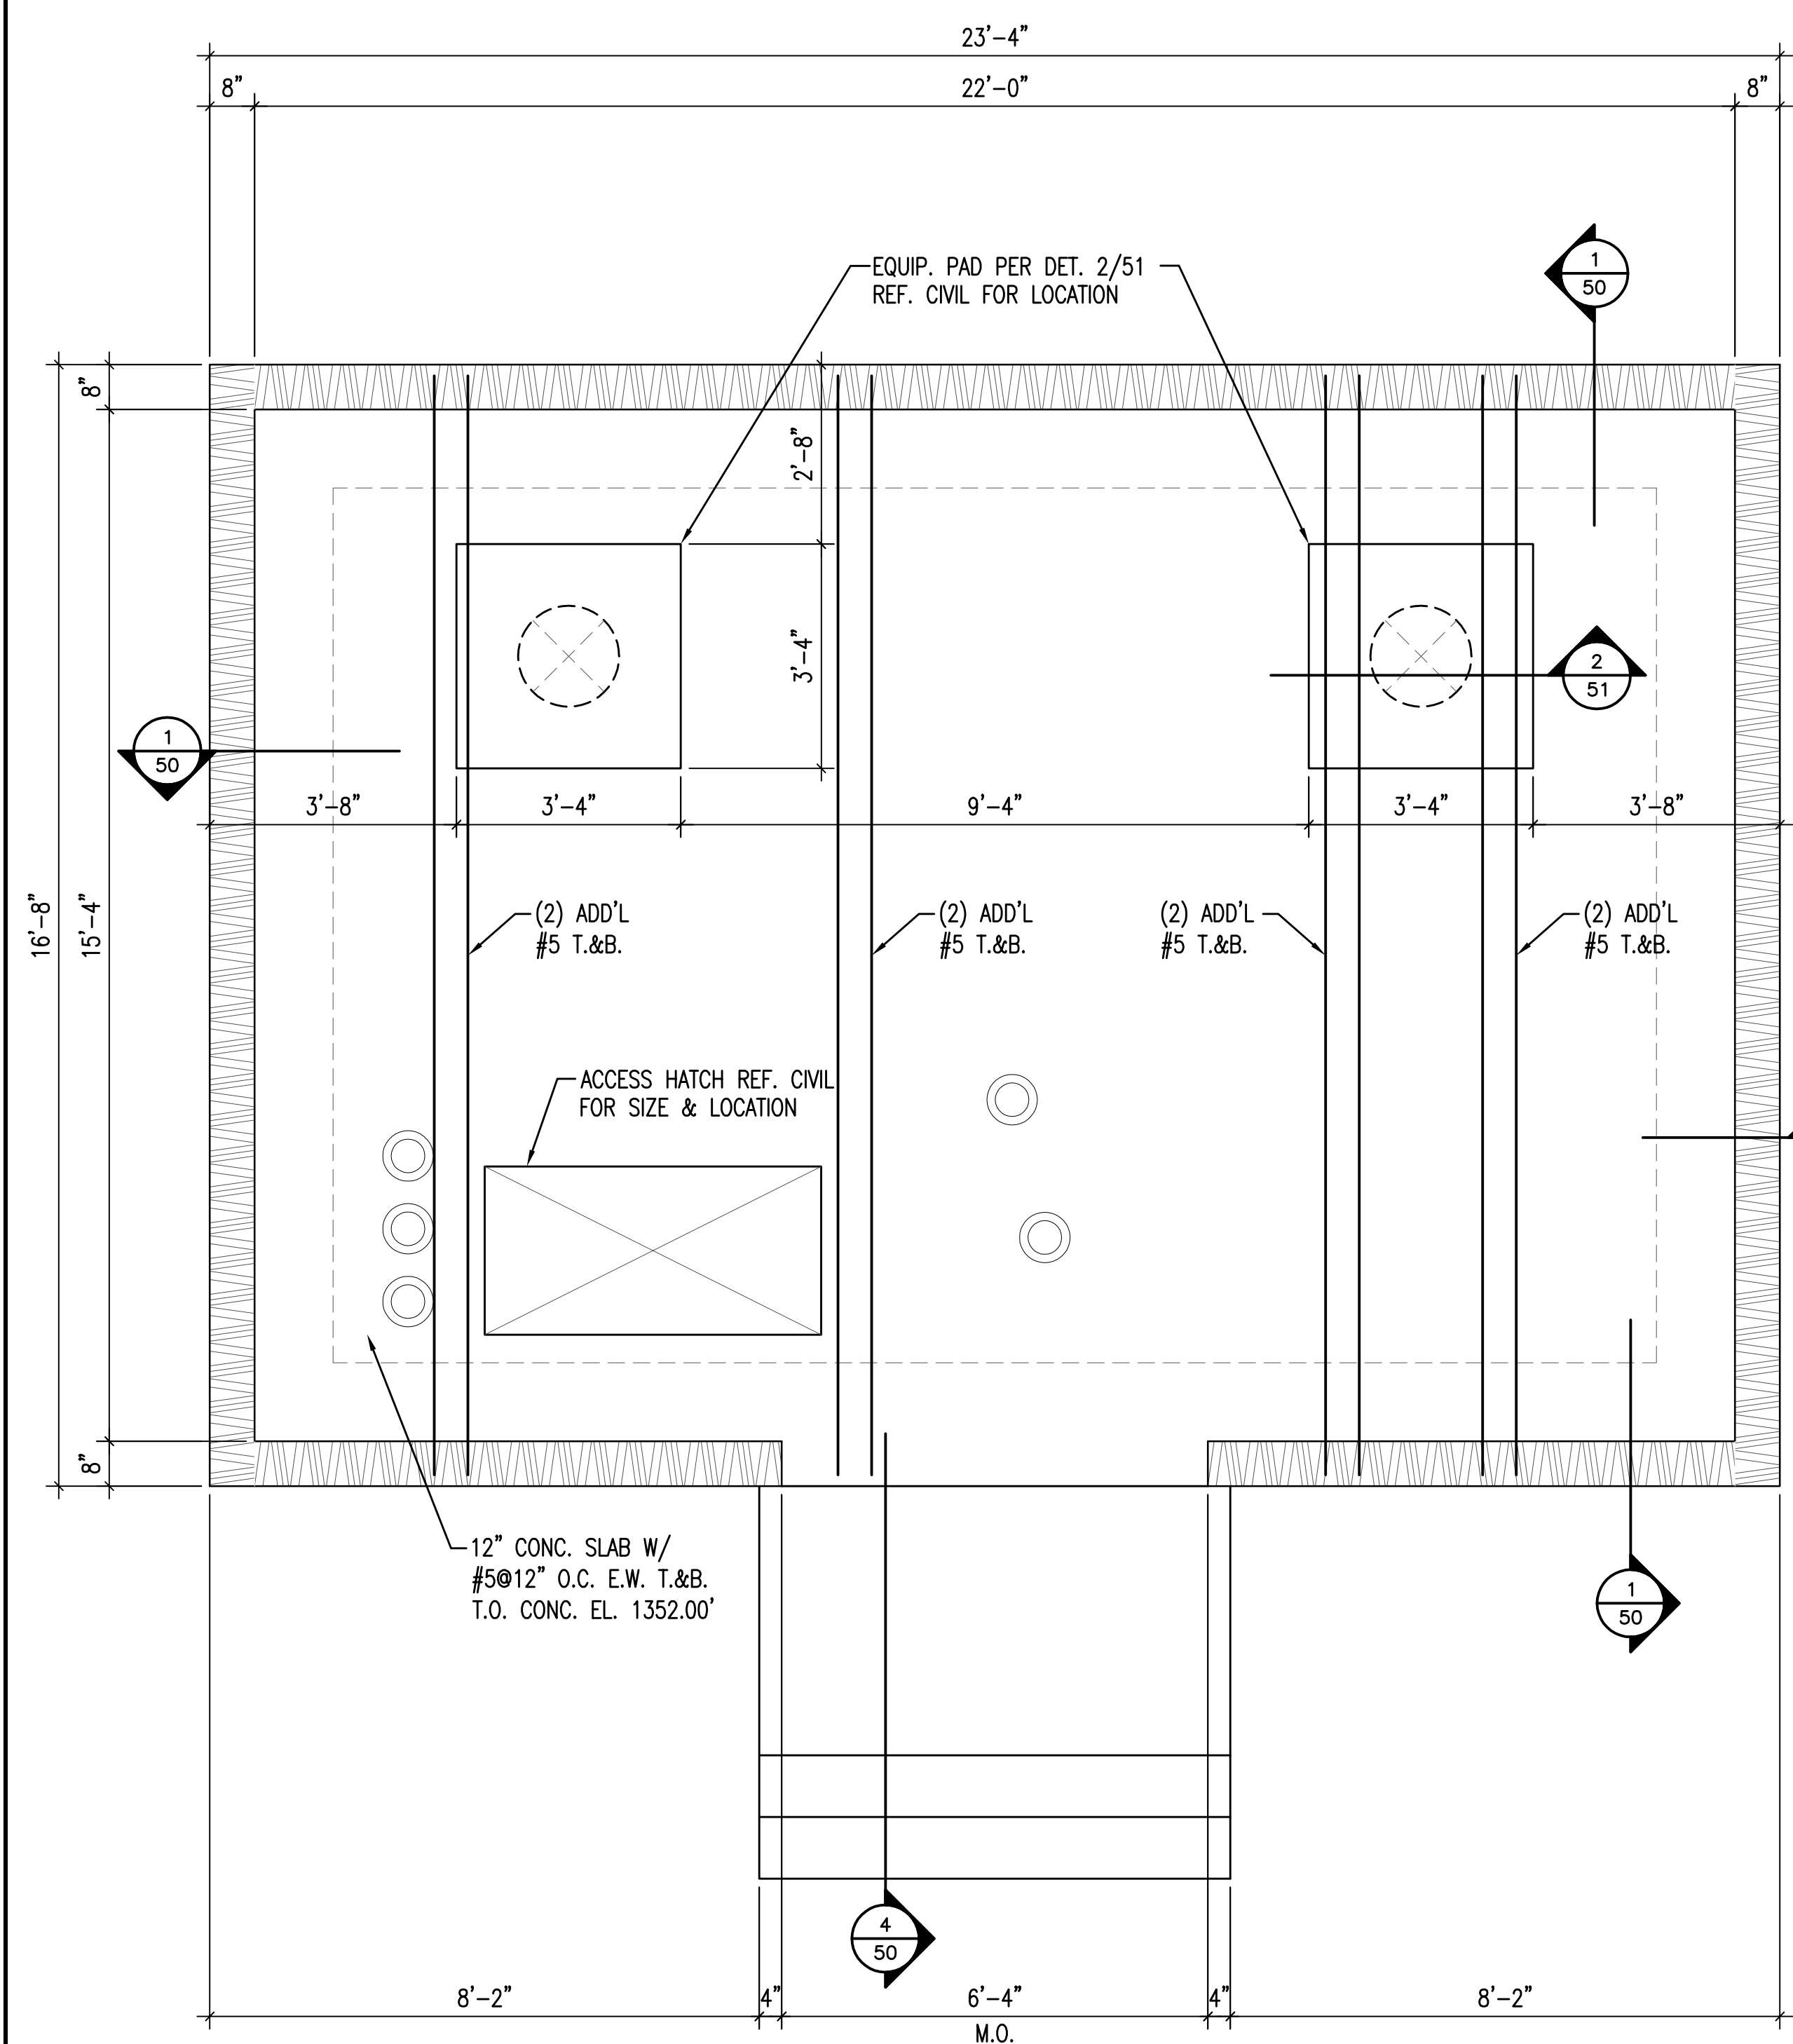 23'-4"
8"
22'-0"
8"
EQUIP. PAD PER DET. 2/51
REF. CIVIL FOR LOCATION
1
50
8"
2'-8"
3'-4"
2
51
1
50
3'-8"
3'-4"
9'-4"
3'-4"
3'-8"
16'-8"
15'-4"
(2) ADD'L
#5 T.&B.
(2) ADD'L
#5 T.&B.
(2) ADD'L
#5 T.&B.
(2) ADD'L
#5 T.&B.
ACCESS HATCH REF. CIVIL
FOR SIZE & LOCATION
8"
12" CONC. SLAB W/
#5@12" O.C. E.W. T.&B.
T.O. CONC. EL. 1352.00'
1
50
4
50
8'-2"
4"
6'-4"
M.O.
4"
8'-2"